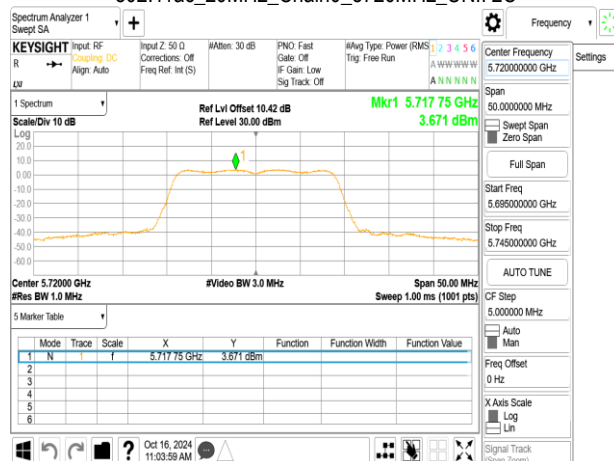 Spectrum Analyzer 1
Swept SA
+
Frequency
KEYSIGHT
R
LXI
Input: RF
Coupling: DC
Align: Auto
Input Z: 50 Ω
Corrections: Off
Freq Ref: Int (S)
#Atten: 30 dB
PNO: Fast
Gate: Off
IF Gain: Low
Sig Track: Off
#Avg Type: Power (RMS
Trig: Free Run
1 2 3 4 5 6
A W W W W W
A N N N N N
1 Spectrum
Scale/Div 10 dB
Ref Lvl Offset 10.42 dB
Ref Level 30.00 dBm
Mkr1 5.717 75 GHz
3.671 dBm
Log
20.0
10.0
0.00
-10.0
-20.0
-30.0
-40.0
-50.0
-60.0
1
Center 5.72000 GHz
#Res BW 1.0 MHz
#Video BW 3.0 MHz
Span 50.00 MHz
Sweep 1.00 ms (1001 pts)
5 Marker Table
Mode Trace Scale X Y Function Function Width Function Value
1 N 1 f 5.717 75 GHz 3.671 dBm
2
3
4
5
6
?
Oct 16, 2024
11:03:59 AM
Settings
Center Frequency
5.720000000 GHz
Span
50.0000000 MHz
Swept Span
Zero Span
Full Span
Start Freq
5.695000000 GHz
Stop Freq
5.745000000 GHz
AUTO TUNE
CF Step
5.000000 MHz
Auto
Man
Freq Offset
0 Hz
X Axis Scale
Log
Lin
Signal Track
(Span Zoom)